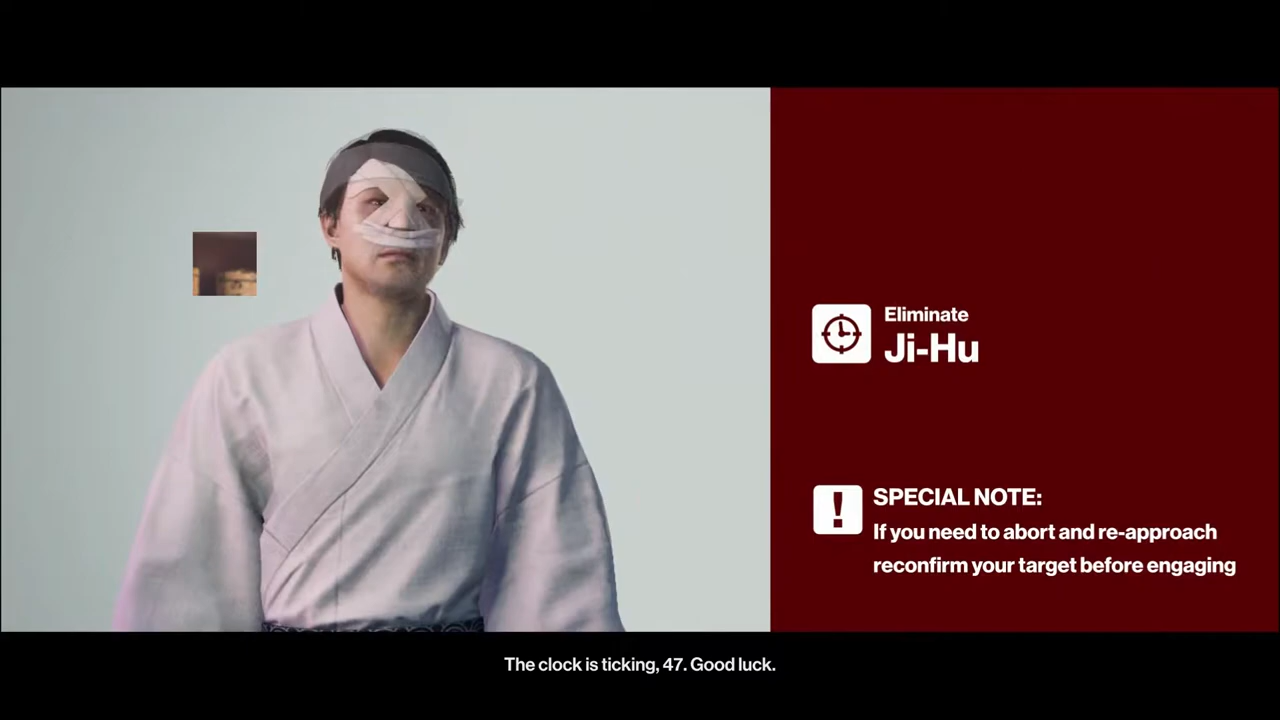 Eliminate
Ji-Hu
SPECIAL NOTE:
If you need to abort and re-approach
reconfirm your target before engaging
The clock is ticking, 47. Good luck.